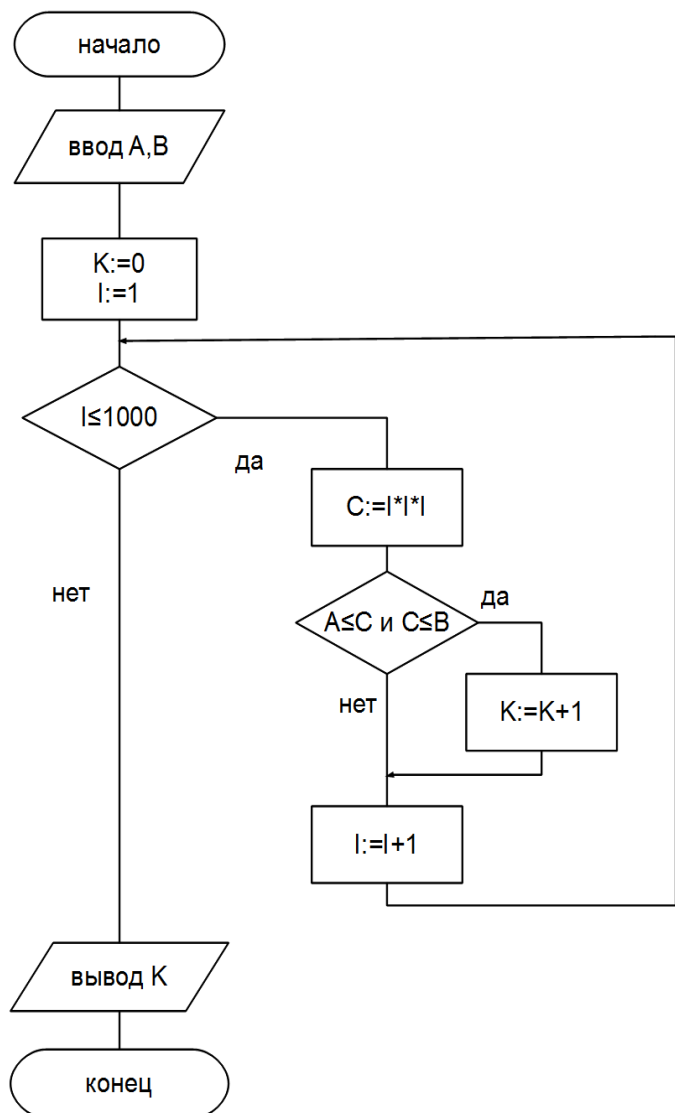 начало
ввод A,B
K:=0
I:=1
I≤1000
да
C:=I*I*I
A≤C и C≤B
да
K:=K+1
нет
I:=I+1
нет
вывод K
конец